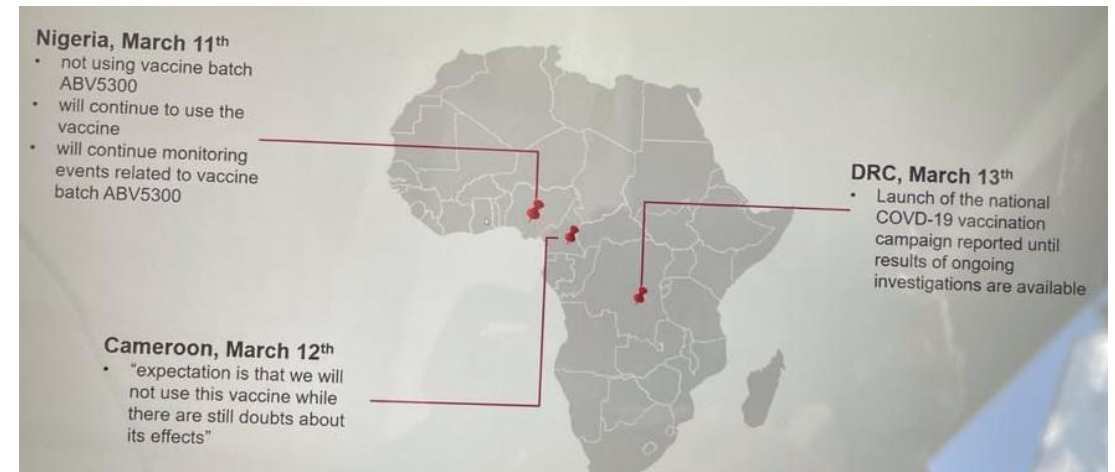 Nigeria, March 11th
• not using vaccine batch
ABV5300
• will continue to use the
vaccine
• will continue monitoring
events related to vaccine
batch ABV5300
DRC, March 13th
• Launch of the national
COVD-19 vaccination
campaign reported until
results of ongoing
investigations are available
Cameroon, March 12th
• "expectation is that we will
not use this vaccine while
there are still doubts about
its effects"